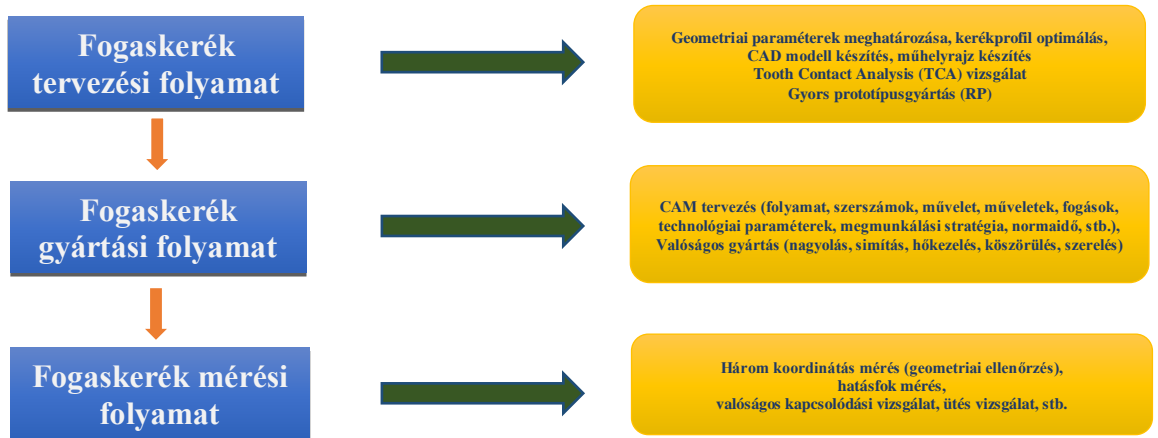 Fogaskerék
tervezési folyamat
Geometriai paraméterek meghatározása, kerékprofil optimálás,
CAD modell készítés, műhelyrajz készítés
Tooth Contact Analysis (TCA) vizsgálat
Gyors prototípusgyártás (RP)
Fogaskerék
gyártási folyamat
CAM tervezés (folyamat, szerszámok, művelet, műveletek, fogások,
technológiai paraméterek, megmunkálási stratégia, normaidő, stb.),
Valóságos gyártás (nagyolás, simítás, hőkezelés, köszörülés, szerelés)
Fogaskerék mérési
folyamat
Három koordinátás mérés (geometriai ellenőrzés),
hatásfok mérés,
valóságos kapcsolódási vizsgálat, ütés vizsgálat, stb.